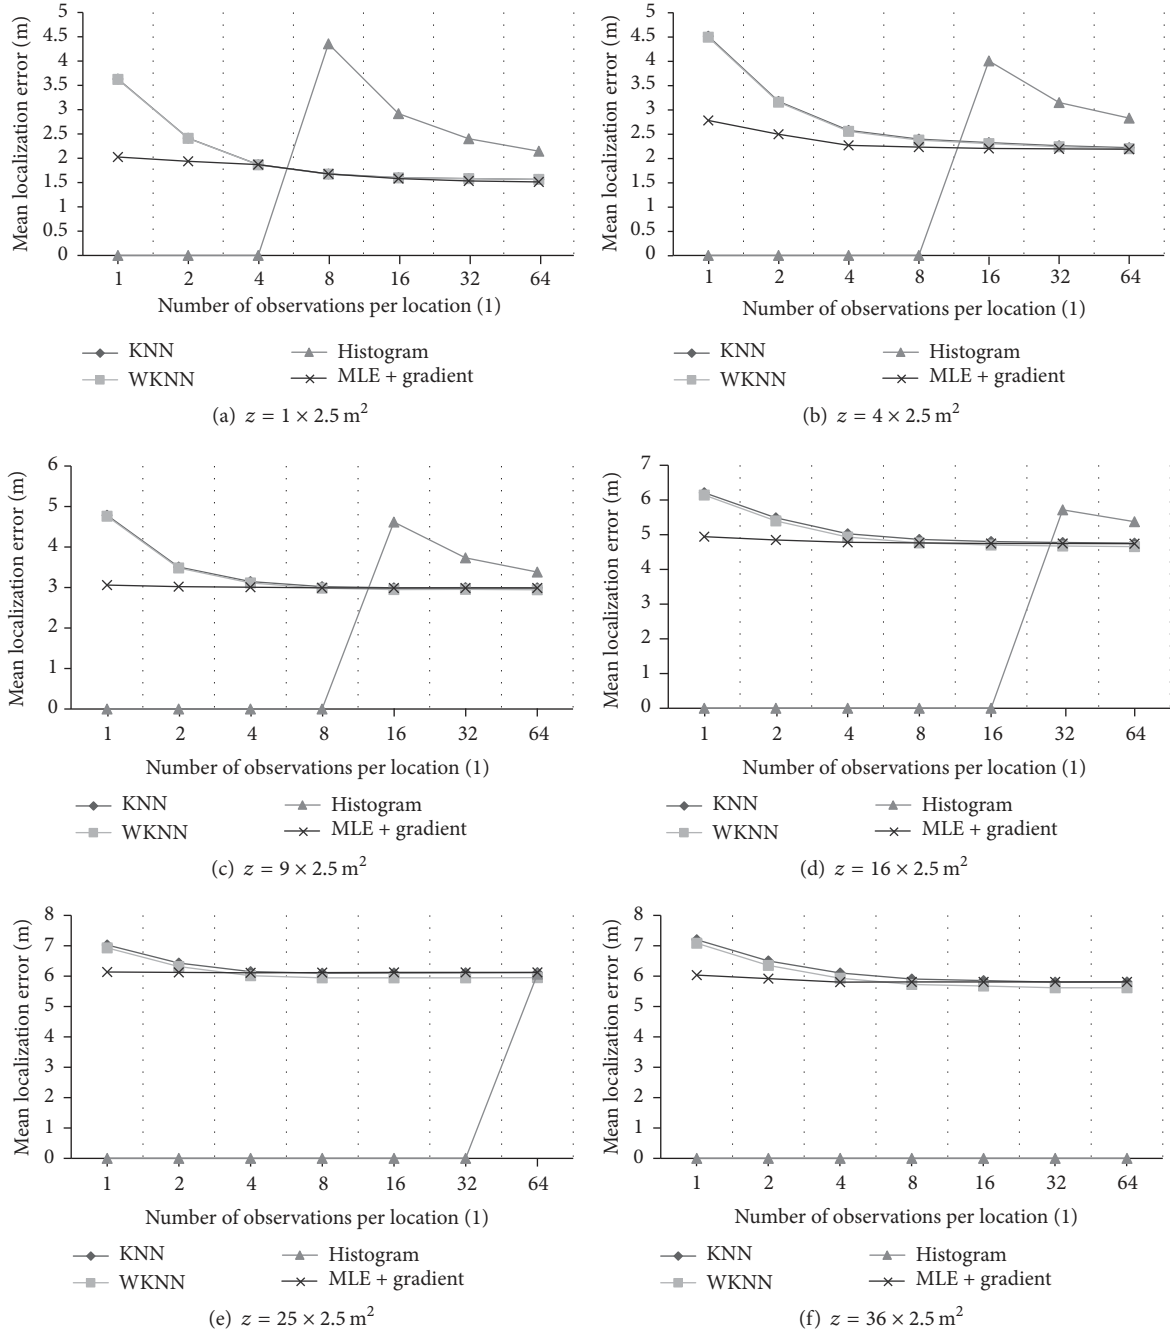 Mean localization error (m)
5
4.5
4
3.5
3
2.5
2
1.5
1
0.5
0
1 2 4 8 16 32 64
Number of observations per location (1)
KNN
WKNN
Histogram
MLE + gradient
(a) z = 1 × 2.5 m²
Mean localization error (m)
5
4.5
4
3.5
3
2.5
2
1.5
1
0.5
0
1 2 4 8 16 32 64
Number of observations per location (1)
KNN
WKNN
Histogram
MLE + gradient
(b) z = 4 × 2.5 m²
Mean localization error (m)
6
5
4
3
2
1
0
1 2 4 8 16 32 64
Number of observations per location (1)
KNN
WKNN
Histogram
MLE + gradient
(c) z = 9 × 2.5 m²
Mean localization error (m)
7
6
5
4
3
2
1
0
1 2 4 8 16 32 64
Number of observations per location (1)
KNN
WKNN
Histogram
MLE + gradient
(d) z = 16 × 2.5 m²
Mean localization error (m)
8
7
6
5
4
3
2
1
0
1 2 4 8 16 32 64
Number of observations per location (1)
KNN
WKNN
Histogram
MLE + gradient
(e) z = 25 × 2.5 m²
Mean localization error (m)
8
7
6
5
4
3
2
1
0
1 2 4 8 16 32 64
Number of observations per location (1)
KNN
WKNN
Histogram
MLE + gradient
(f) z = 36 × 2.5 m²